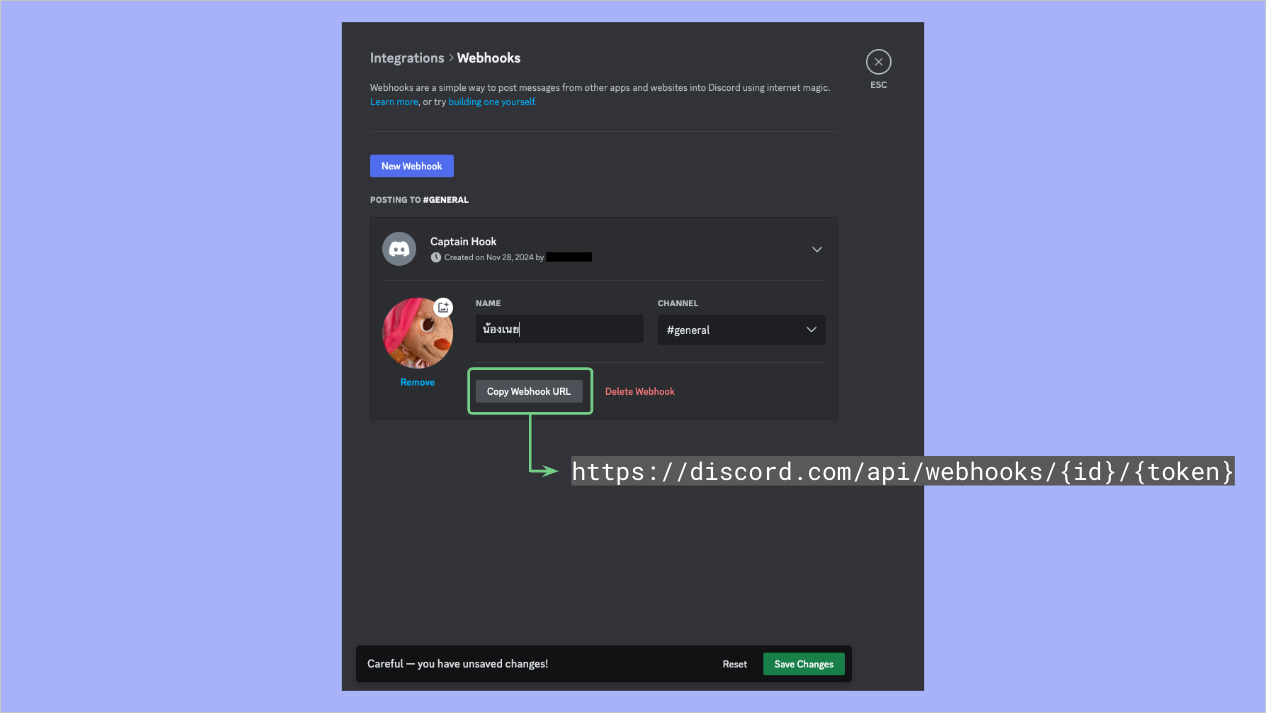 Integrations > Webhooks
ESC
Webhooks are a simple way to post messages from other apps and websites into Discord using internet magic.
Learn more, or try building one yourself.
New Webhook
POSTING TO #GENERAL
Captain Hook
Created on Nov 28, 2024 by
NAME
CHANNEL
น้องเนย
#general
Remove
Copy Webhook URL
Delete Webhook
https://discord.com/api/webhooks/{id}/{token}
Careful — you have unsaved changes!
Reset
Save Changes